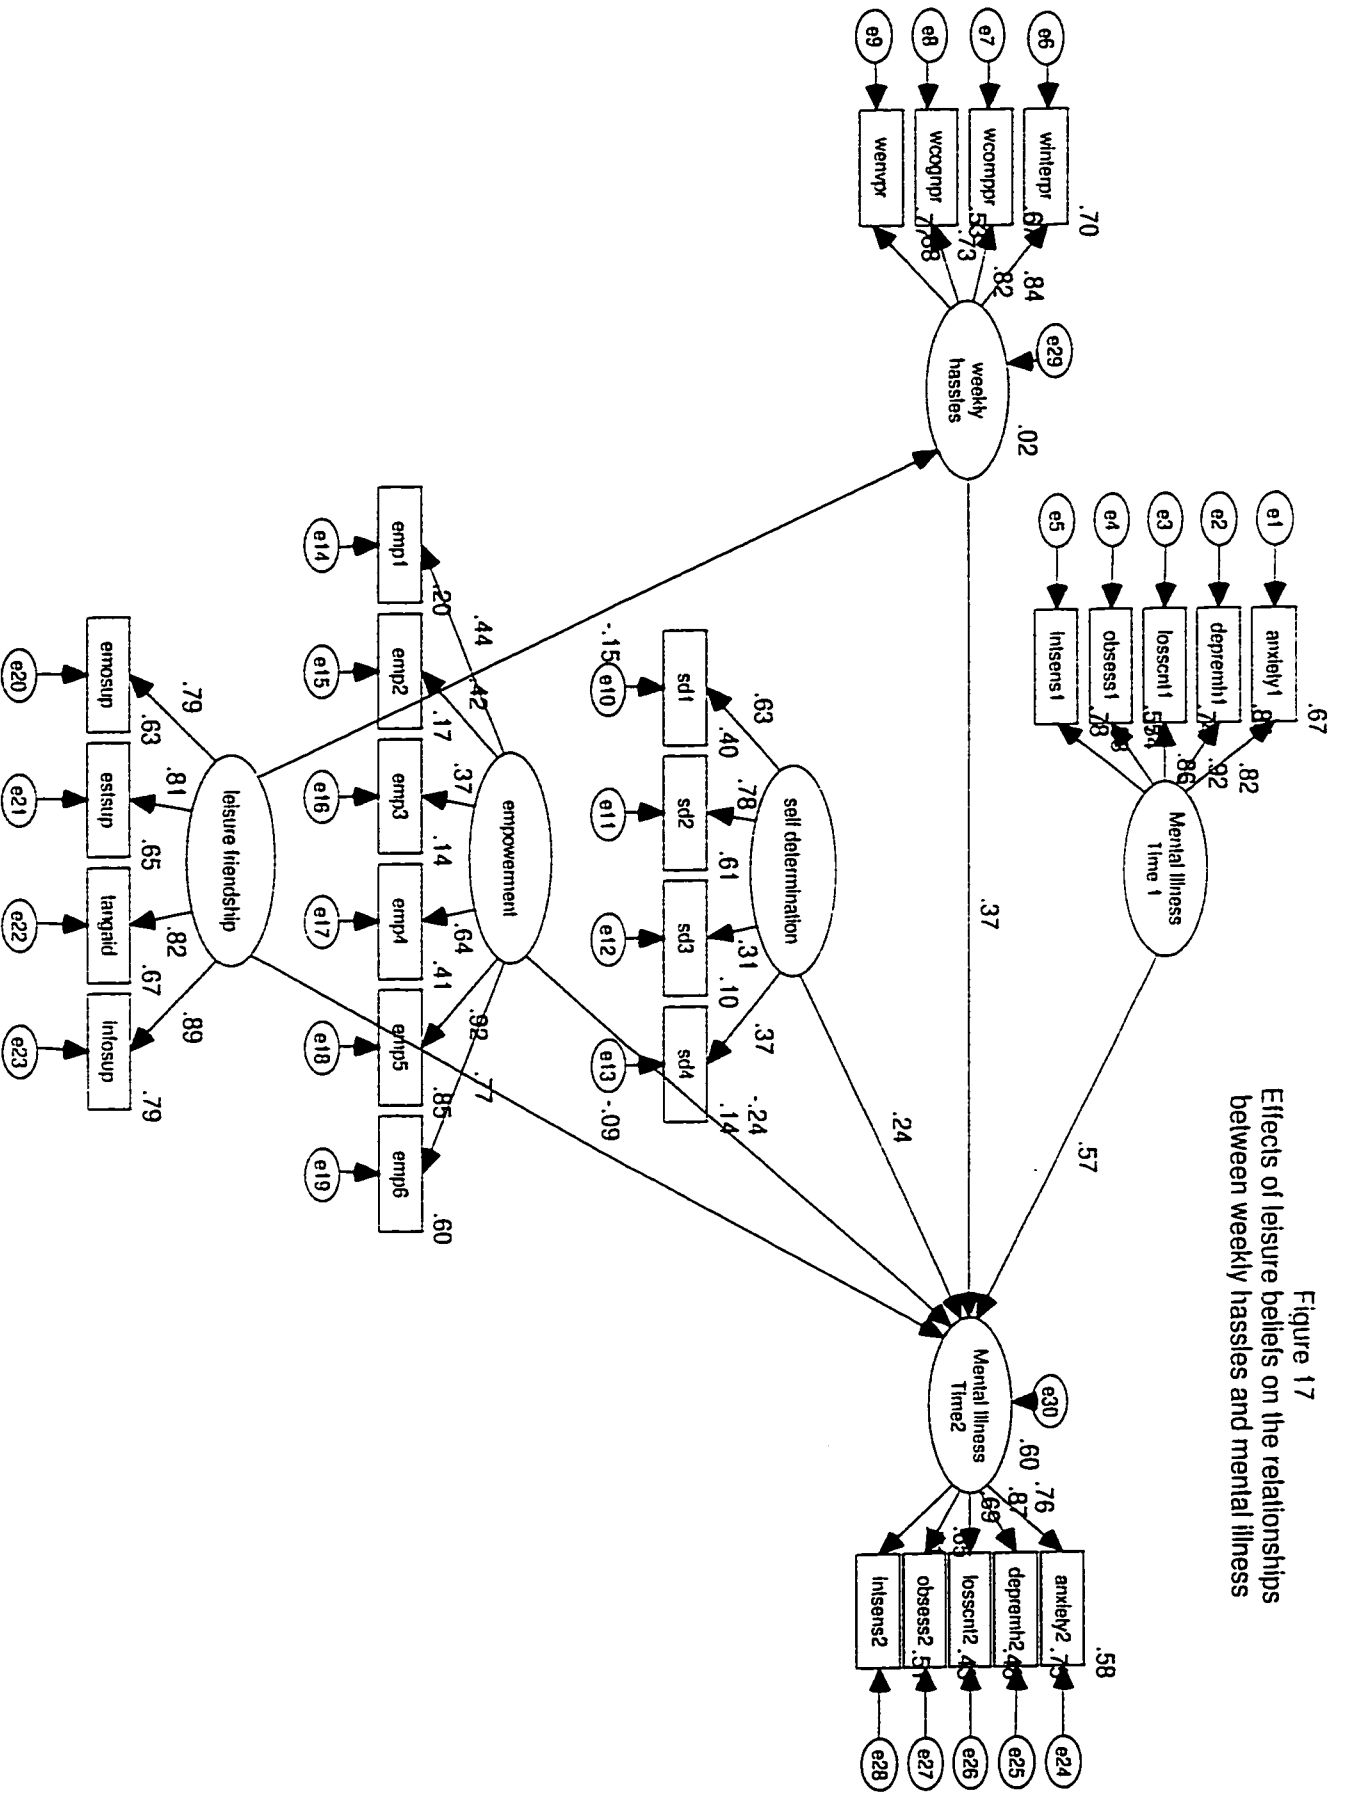 Figure 17
Effects of leisure beliefs on the relationships
between weekly hassles and mental illness
e1
e2
e3
e4
e5
anxiety1
depremh1
losscnt1
obsess1
intsens1
.67
.82
.92
.86
.78
Mental Illness
Time 1
.57
e6
e7
e8
e9
winterpr
wcomppr
wcognpr
wenvpr
.70
.84
.82
.73
e29
weekly
hassles
.02
.37
e30
Mental Illness
Time2
.60
.76
.87
.69
anxiety2
depremh2
losscnt2
obsess2
intsens2
.58
e24
e25
e26
e27
e28
self determination
.24
.63
.78
.31
.37
sd1
sd2
sd3
sd4
.40
.61
.10
.14
e10
e11
e12
e13
-.15
-.09
-.24
empowerment
.44
.42
.37
.64
.92
.77
emp1
emp2
emp3
emp4
emp5
emp6
.20
.17
.14
.41
.85
.60
e14
e15
e16
e17
e18
e19
leisure friendship
.79
.81
.82
.89
emosup
estsup
tangaid
infosup
.63
.65
.67
.79
e20
e21
e22
e23